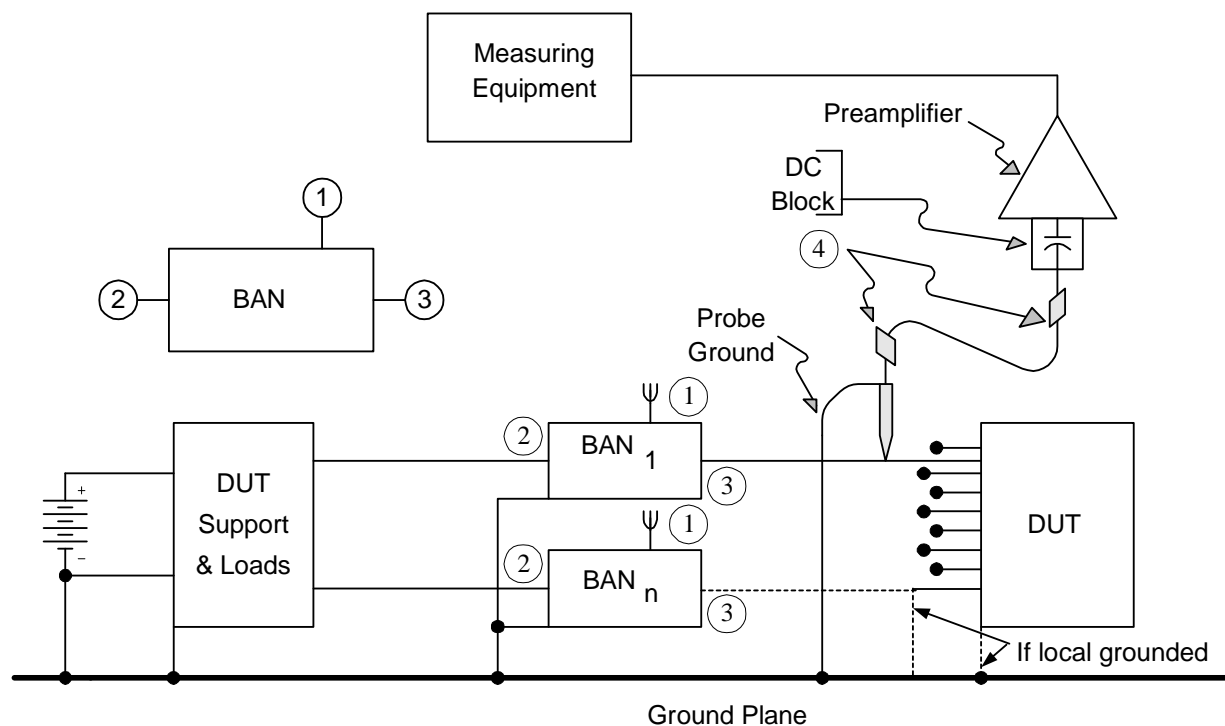 Measuring
Equipment
Preamplifier
DC
Block
1
4
2
BAN
3
Probe
Ground
1
2
BAN 1
+
DUT
Support
& Loads
3
DUT
1
−
2
BAN n
3
If local grounded
Ground Plane